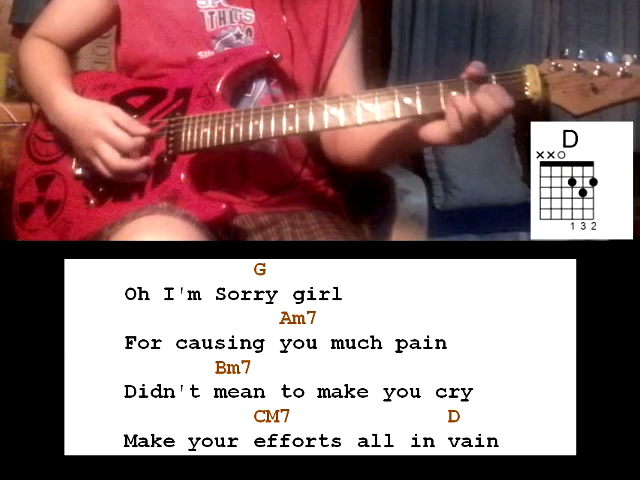 D
xxo
1 3 2
G
Oh I'm Sorry girl
Am7
For causing you much pain
Bm7
Didn't mean to make you cry
CM7 D
Make your efforts all in vain